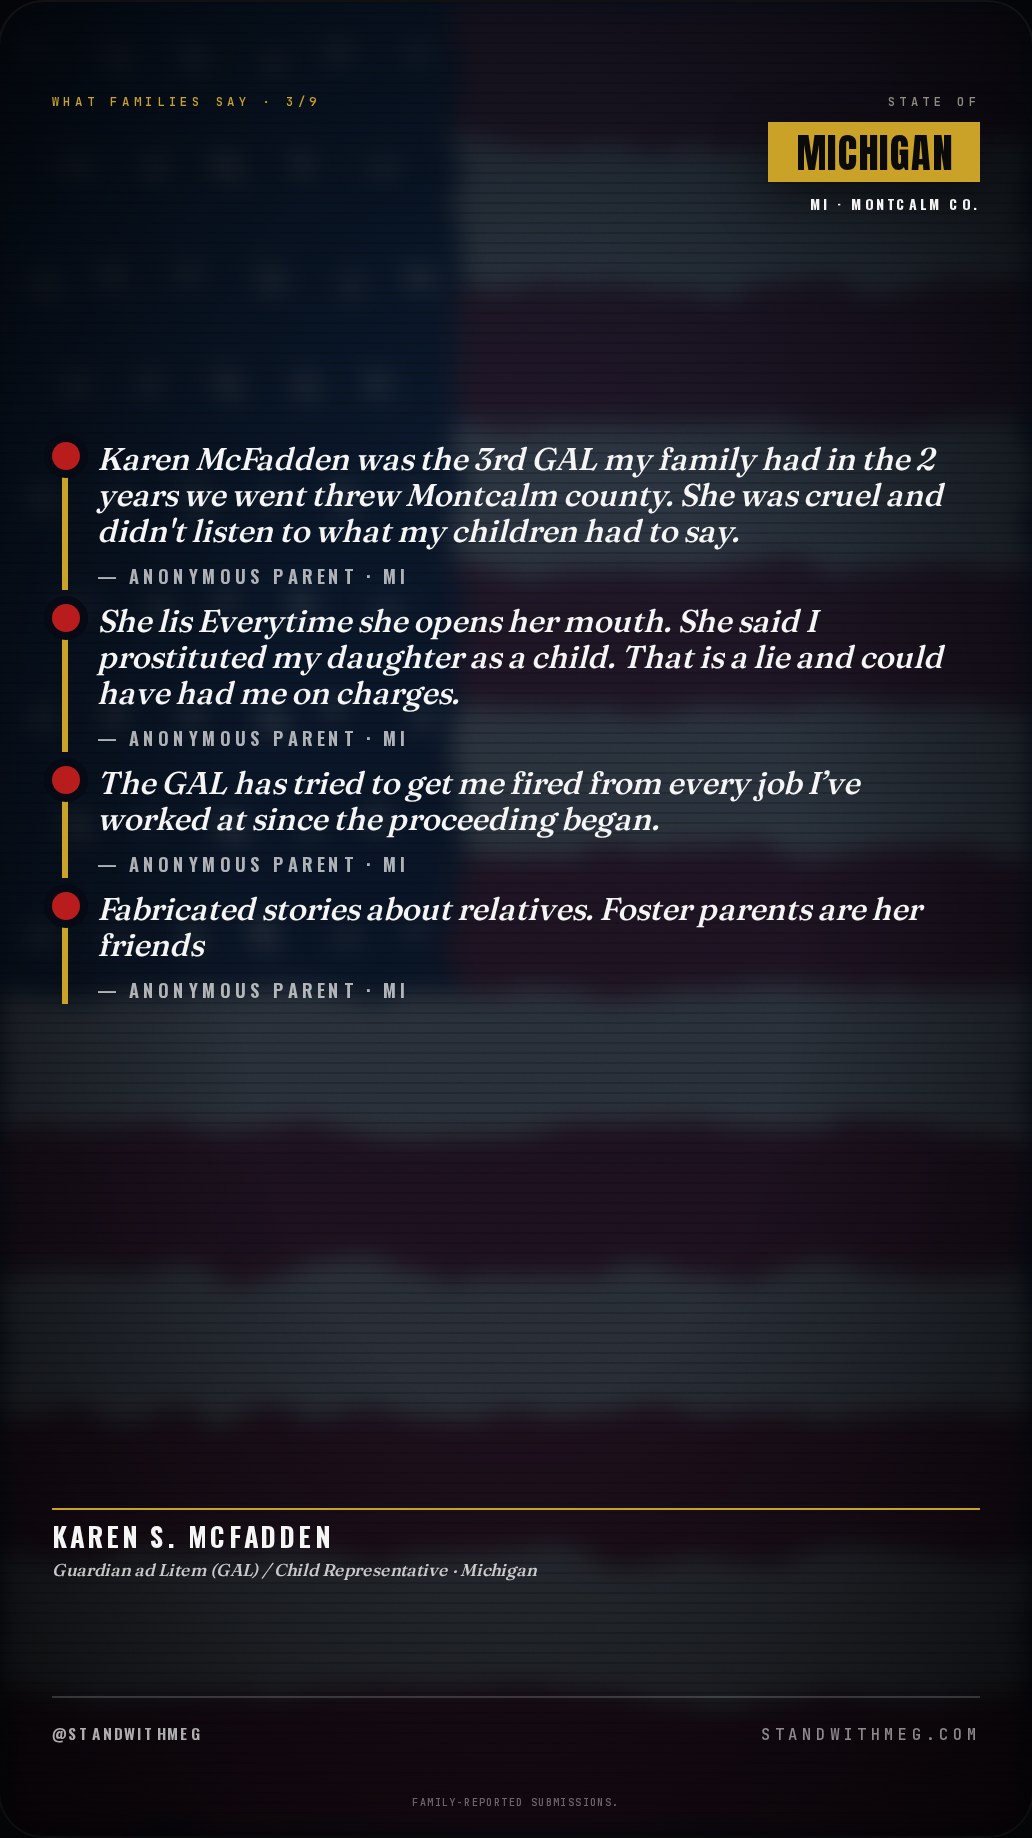 WHAT FAMILIES SAY · 3/9
STATE OF
MICHIGAN
MI · MONTCALM CO.
Karen McFadden was the 3rd GAL my family had in the 2
years we went threw Montcalm county. She was cruel and
didn't listen to what my children had to say.
— ANONYMOUS PARENT · MI
She lis Everytime she opens her mouth. She said I
prostituted my daughter as a child. That is a lie and could
have had me on charges.
— ANONYMOUS PARENT · MI
The GAL has tried to get me fired from every job I’ve
worked at since the proceeding began.
— ANONYMOUS PARENT · MI
Fabricated stories about relatives. Foster parents are her
friends
— ANONYMOUS PARENT · MI
KAREN S. MCFADDEN
Guardian ad Litem (GAL) / Child Representative · Michigan
@STANDWITHMEG
STANDWITHMEG.COM
FAMILY-REPORTED SUBMISSIONS.